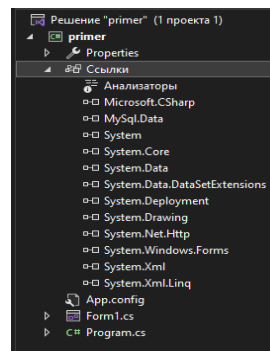 Решение "primer" (1 проекта 1)
C# primer
Properties
Ссылки
Анализаторы
Microsoft.CSharp
MySql.Data
System
System.Core
System.Data
System.Data.DataSetExtensions
System.Deployment
System.Drawing
System.Net.Http
System.Windows.Forms
System.Xml
System.Xml.Linq
App.config
Form1.cs
C# Program.cs